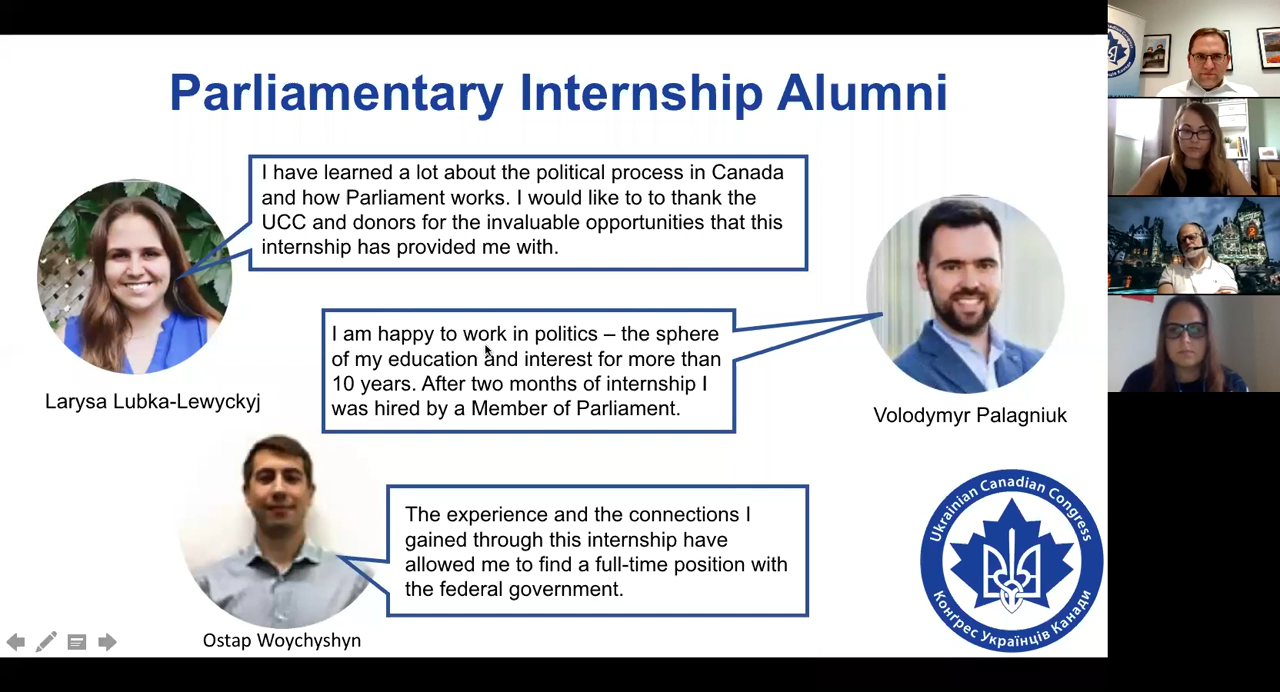 Parliamentary Internship Alumni
I have learned a lot about the political process in Canada
and how Parliament works. I would like to to thank the
UCC and donors for the invaluable opportunities that this
internship has provided me with.
Larysa Lubka-Lewyckyj
I am happy to work in politics – the sphere
of my education and interest for more than
10 years. After two months of internship I
was hired by a Member of Parliament.
Volodymyr Palagniuk
The experience and the connections I
gained through this internship have
allowed me to find a full-time position with
the federal government.
Ostap Woychyshyn
Ukrainian Canadian Congress
Конґрес Українців Канади